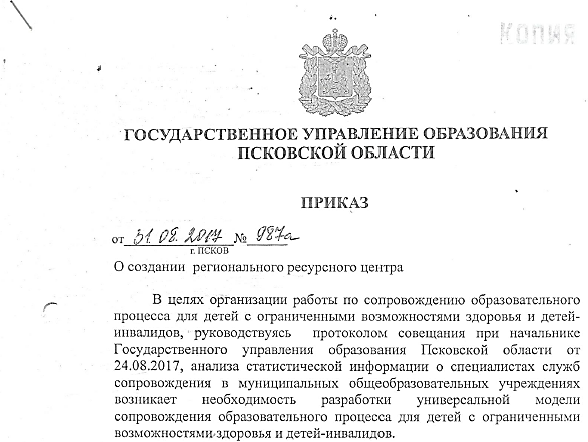 КОПИЯ
ГОСУДАРСТВЕННОЕ УПРАВЛЕНИЕ ОБРАЗОВАНИЯ
ПСКОВСКОЙ ОБЛАСТИ
ПРИКАЗ
от 31.08.2017 № 987а
г. ПСКОВ
О создании регионального ресурсного центра
В целях организации работы по сопровождению образовательного
процесса для детей с ограниченными возможностями здоровья и детей-
инвалидов, руководствуясь протоколом совещания при начальнике
Государственного управления образования Псковской области от
24.08.2017, анализа статистической информации о специалистах служб
сопровождения в муниципальных общеобразовательных учреждениях
возникает необходимость разработки универсальной модели
сопровождения образовательного процесса для детей с ограниченными
возможностями здоровья и детей-инвалидов.